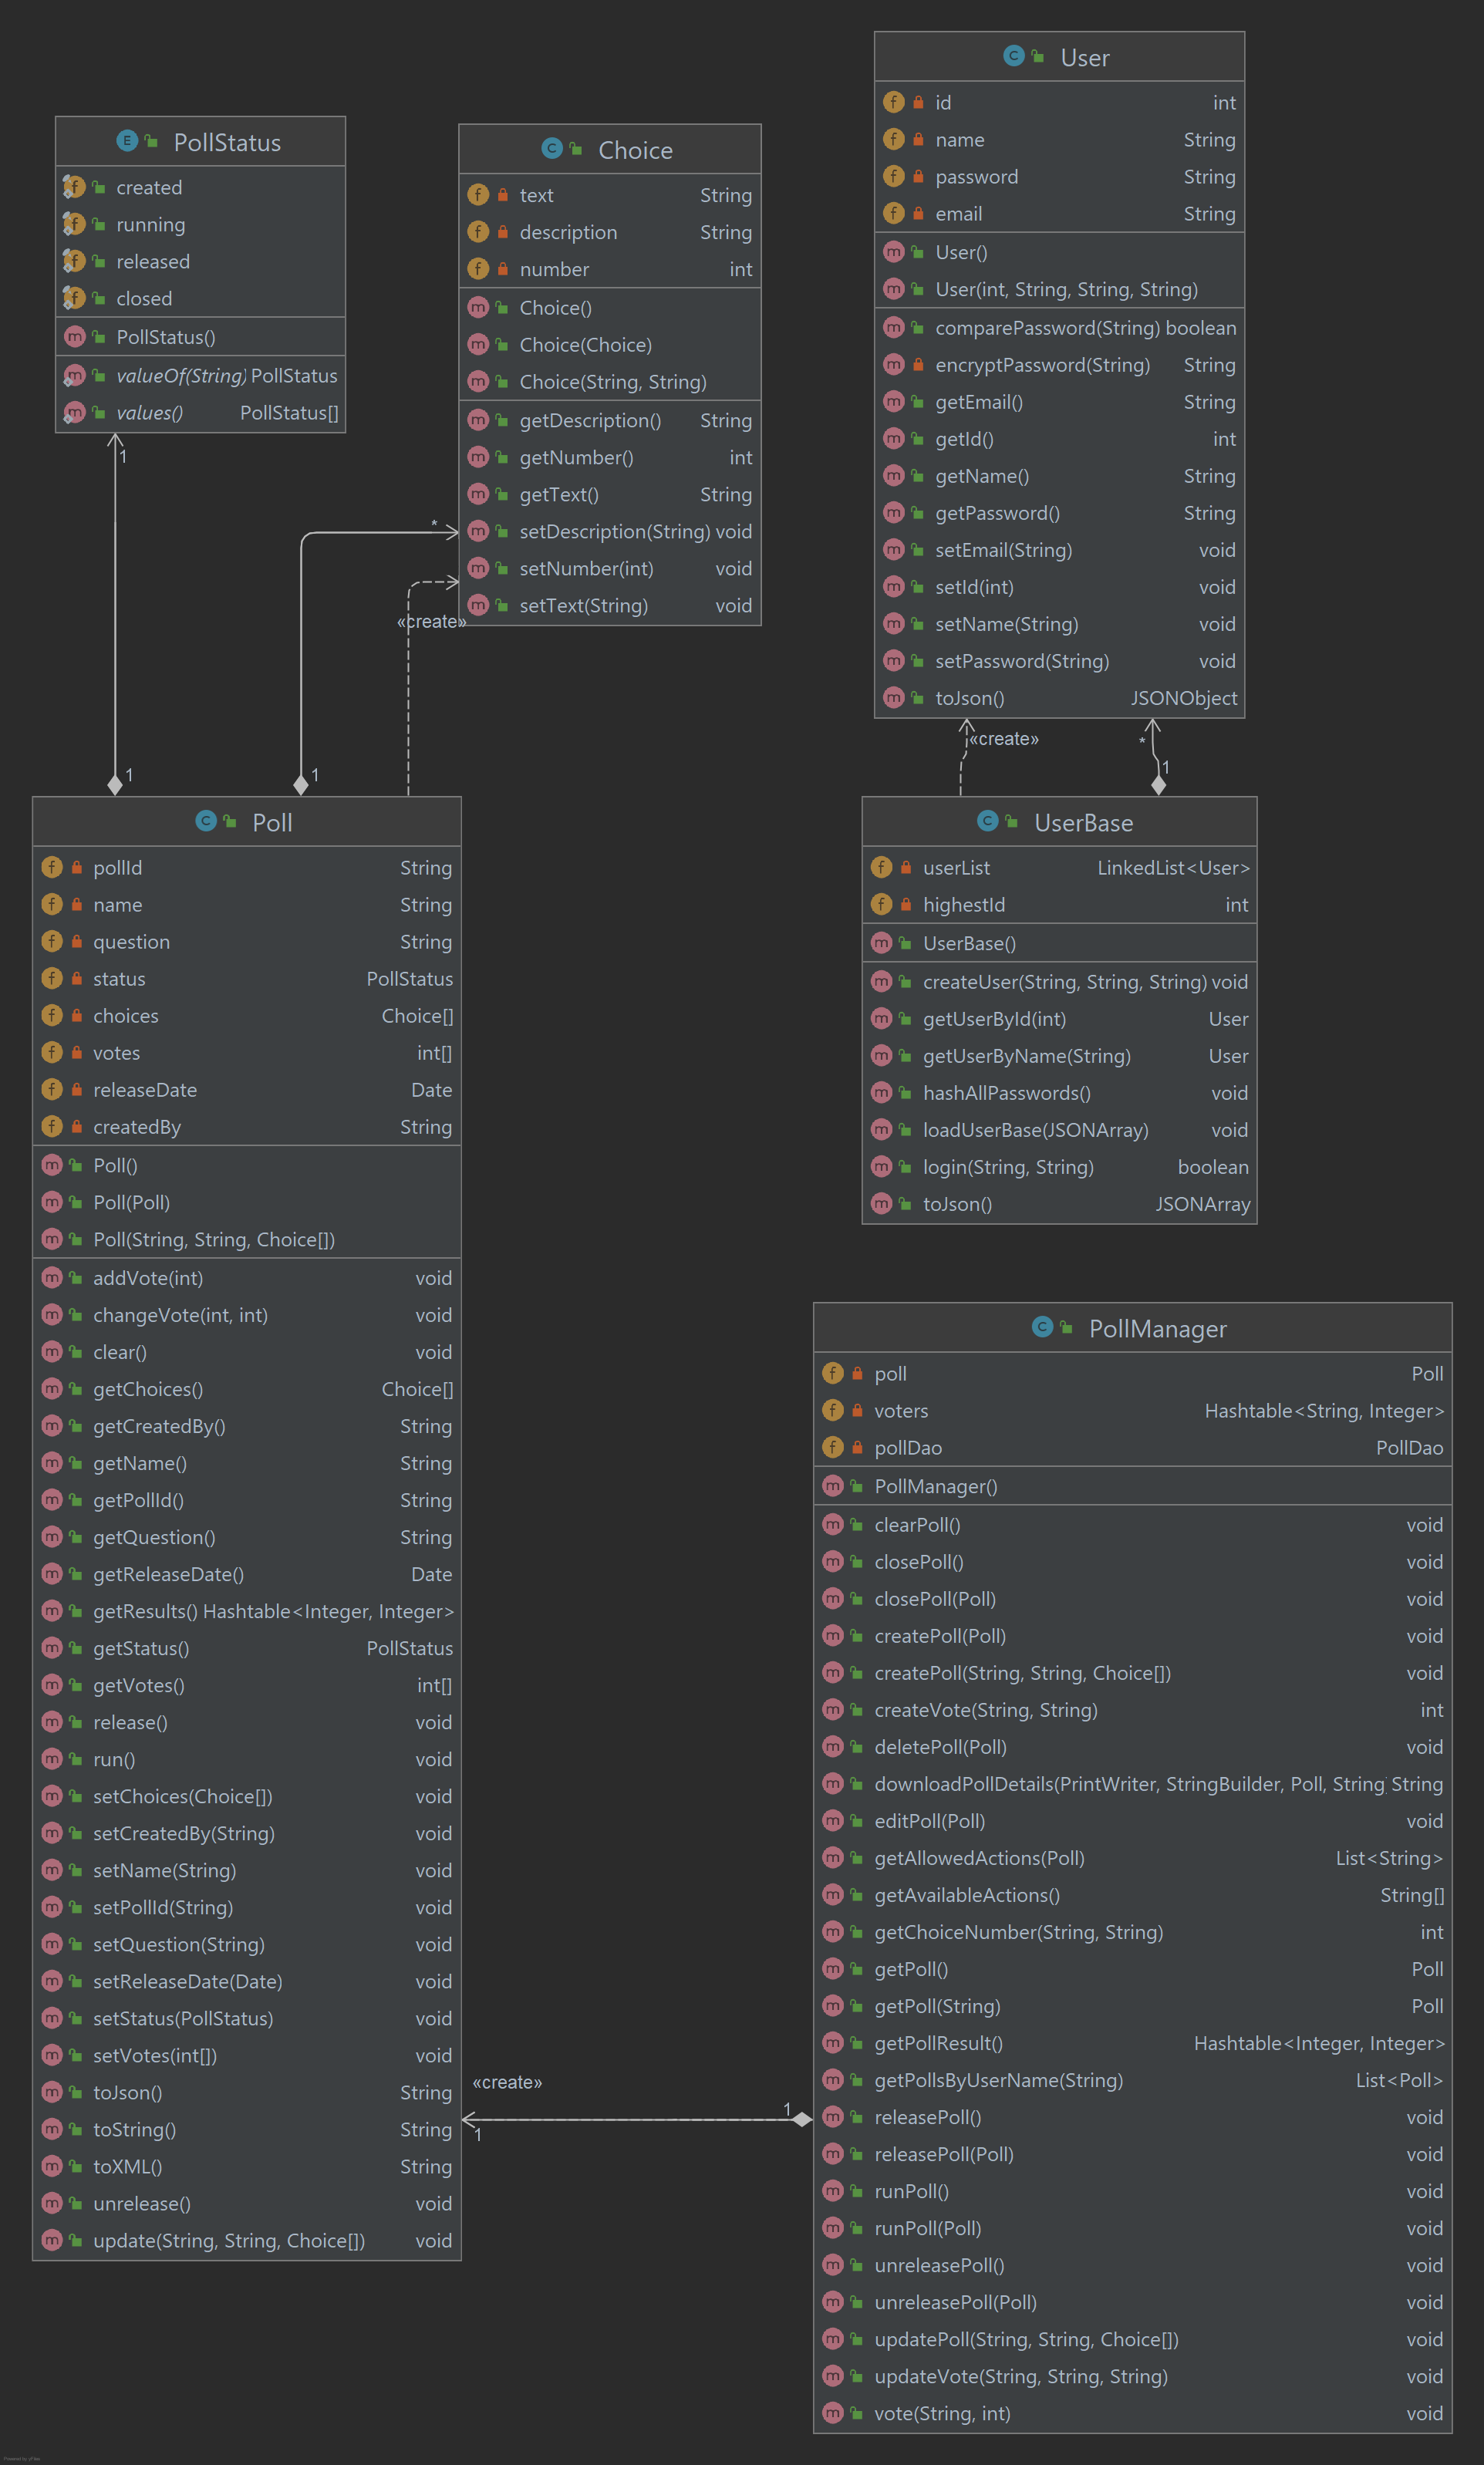 PollStatus
created
running
released
closed
PollStatus()
valueOf(String) PollStatus
values() PollStatus[]
1
Choice
text String
description String
number int
Choice()
Choice(Choice)
Choice(String, String)
getDescription() String
getNumber() int
getText() String
setDescription(String) void
setNumber(int) void
setText(String) void
*
«create»
User
id int
name String
password String
email String
User()
User(int, String, String, String)
comparePassword(String) boolean
encryptPassword(String) String
getEmail() String
getId() int
getName() String
getPassword() String
setEmail(String) void
setId(int) void
setName(String) void
setPassword(String) void
toJson() JSONObject
«create»
*
1
1
1
Poll
pollId String
name String
question String
status PollStatus
choices Choice[]
votes int[]
releaseDate Date
createdBy String
Poll()
Poll(Poll)
Poll(String, String, Choice[])
addVote(int) void
changeVote(int, int) void
clear() void
getChoices() Choice[]
getCreatedBy() String
getName() String
getPollId() String
getQuestion() String
getReleaseDate() Date
getResults() Hashtable<Integer, Integer>
getStatus() PollStatus
getVotes() int[]
release() void
run() void
setChoices(Choice[]) void
setCreatedBy(String) void
setName(String) void
setPollId(String) void
setQuestion(String) void
setReleaseDate(Date) void
setStatus(PollStatus) void
setVotes(int[]) void
toJson() String
toString() String
toXML() String
unrelease() void
update(String, String, Choice[]) void
UserBase
userList LinkedList<User>
highestId int
UserBase()
createUser(String, String, String) void
getUserById(int) User
getUserByName(String) User
hashAllPasswords() void
loadUserBase(JSONArray) void
login(String, String) boolean
toJson() JSONArray
«create»
1
1
PollManager
poll Poll
voters Hashtable<String, Integer>
pollDao PollDao
PollManager()
clearPoll() void
closePoll() void
closePoll(Poll) void
createPoll(Poll) void
createPoll(String, String, Choice[]) void
createVote(String, String) int
deletePoll(Poll) void
downloadPollDetails(PrintWriter, StringBuilder, Poll, String String
editPoll(Poll) void
getAllowedActions(Poll) List<String>
getAvailableActions() String[]
getChoiceNumber(String, String) int
getPoll() Poll
getPoll(String) Poll
getPollResult() Hashtable<Integer, Integer>
getPollsByUserName(String) List<Poll>
releasePoll() void
releasePoll(Poll) void
runPoll() void
runPoll(Poll) void
unreleasePoll() void
unreleasePoll(Poll) void
updatePoll(String, String, Choice[]) void
updateVote(String, String, String) void
vote(String, int) void
Powered by yFiles